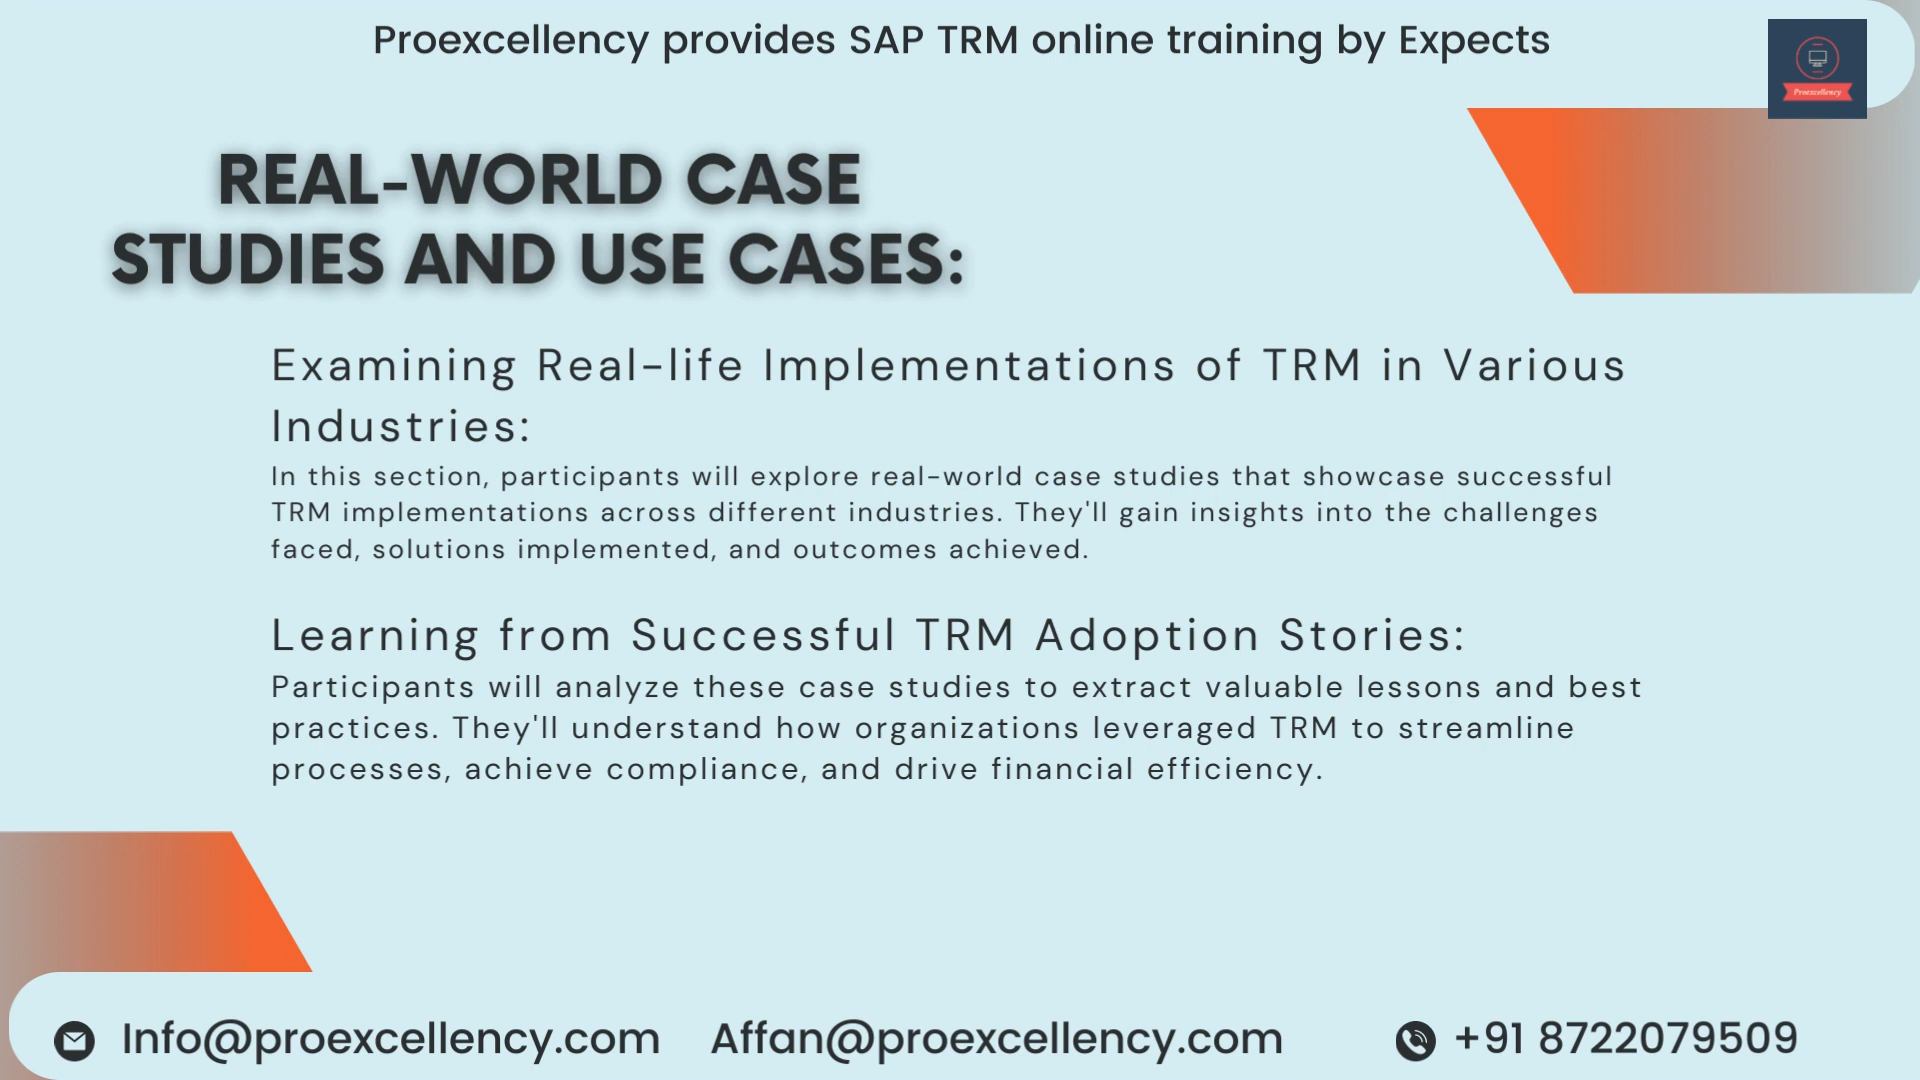 Proexcellency provides SAP TRM online training by Expects
Proexcellency
REAL-WORLD CASE
STUDIES AND USE CASES:
Examining Real-life Implementations of TRM in Various
Industries:
In this section, participants will explore real-world case studies that showcase successful
TRM implementations across different industries. They'll gain insights into the challenges
faced, solutions implemented, and outcomes achieved.
Learning from Successful TRM Adoption Stories:
Participants will analyze these case studies to extract valuable lessons and best
practices. They'll understand how organizations leveraged TRM to streamline
processes, achieve compliance, and drive financial efficiency.
Info@proexcellency.com Affan@proexcellency.com +91 8722079509